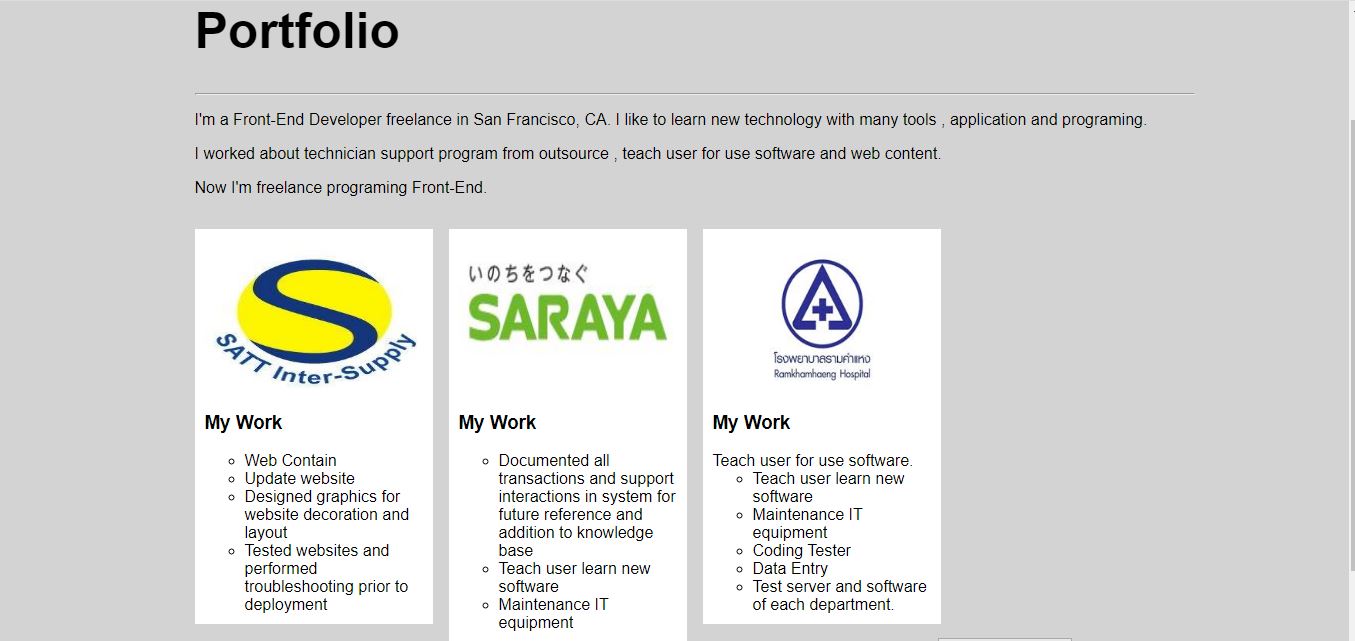 Portfolio
I'm a Front-End Developer freelance in San Francisco, CA. I like to learn new technology with many tools , application and programing.
I worked about technician support program from outsource , teach user for use software and web content.
Now I'm freelance programing Front-End.
SATT Inter-Supply
My Work
Web Contain
Update website
Designed graphics for
website decoration and
layout
Tested websites and
performed
troubleshooting prior to
deployment
いのちをつなぐ
SARAYA
My Work
Documented all
transactions and support
interactions in system for
future reference and
addition to knowledge
base
Teach user learn new
software
Maintenance IT
equipment
โรงพยาบาลรามคำแหง
Ramkhamhaeng Hospital
My Work
Teach user for use software.
Teach user learn new
software
Maintenance IT
equipment
Coding Tester
Data Entry
Test server and software
of each department.